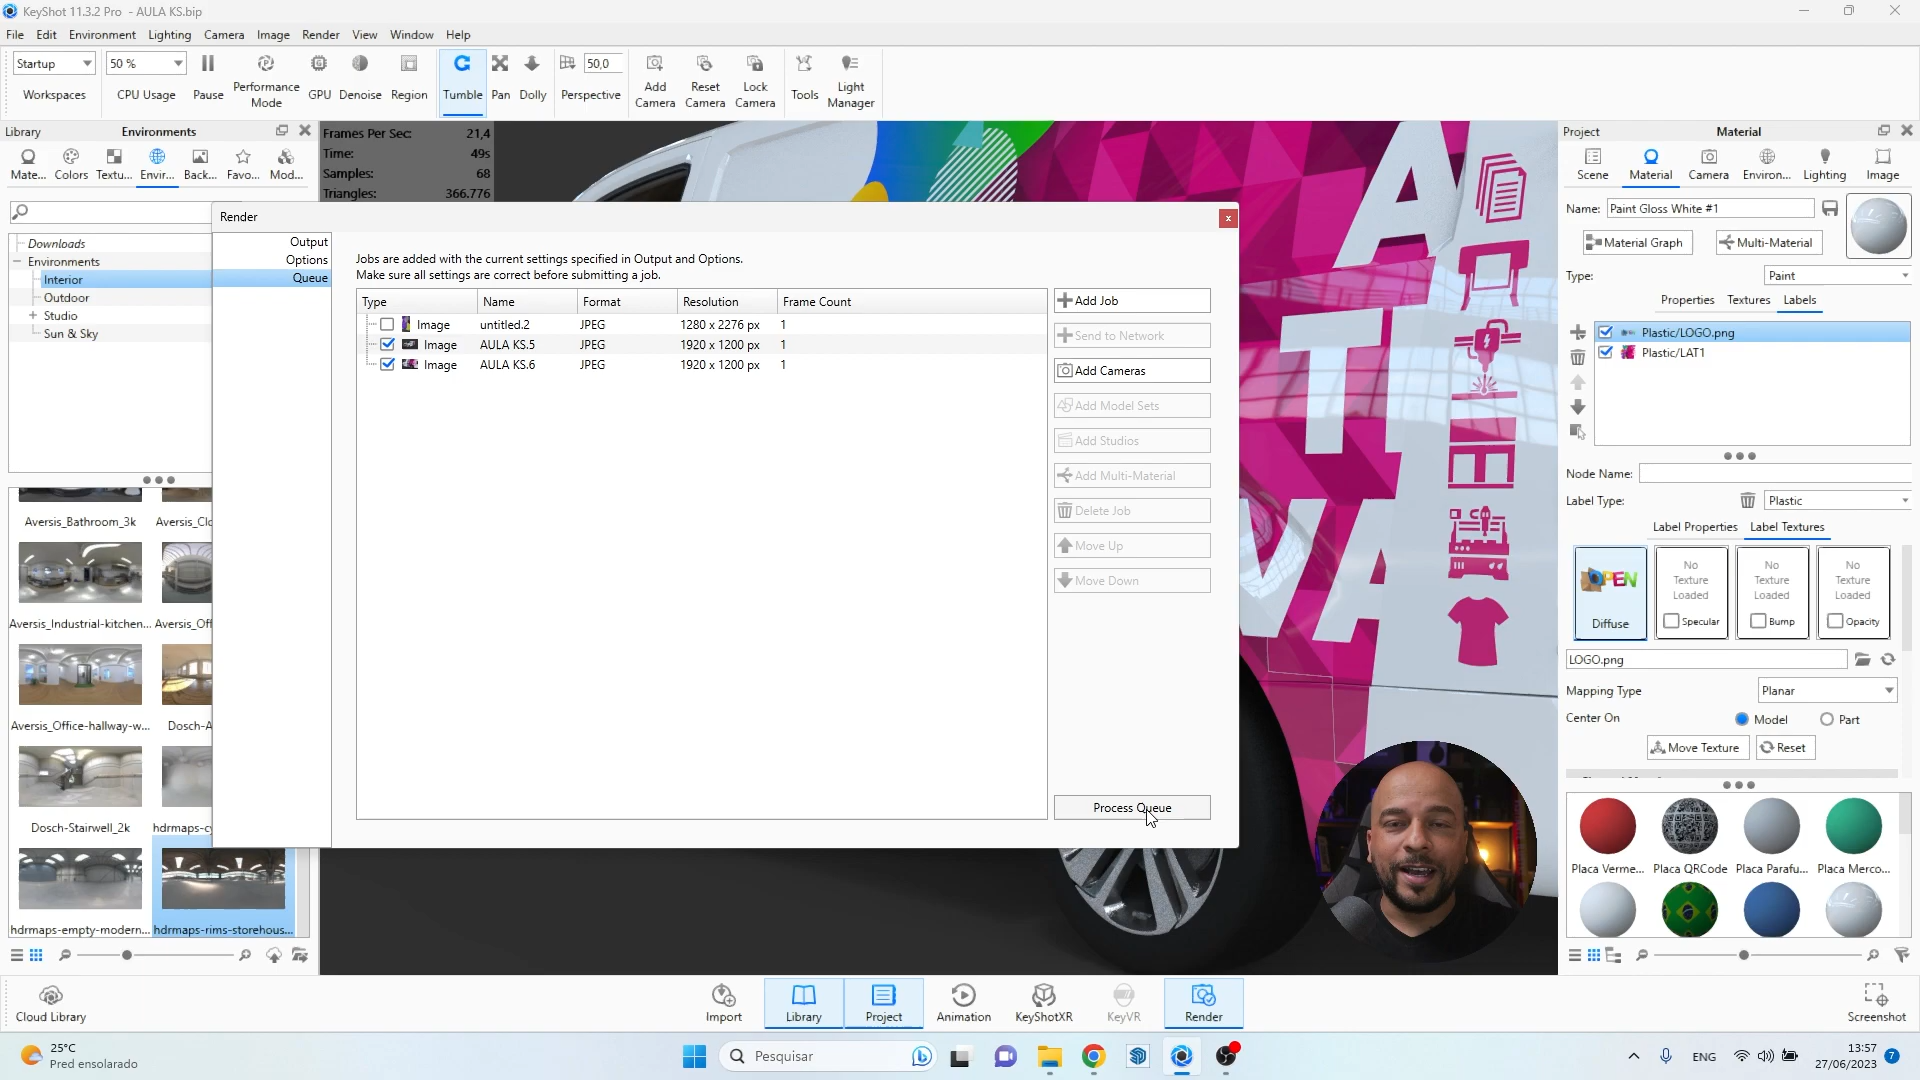 KeyShot 11.3.2 Pro - AULA KS.bip
File Edit Environment Lighting Camera Image Render View Window Help
Startup
50 %
50,0
Workspaces
CPU Usage
Pause
Performance
Mode
GPU
Denoise
Region
Tumble
Pan
Dolly
Perspective
Add
Camera
Reset
Camera
Lock
Camera
Tools
Light
Manager
Library
Environments
Mate...
Colors
Textu...
Envir...
Back...
Favo...
Mod...
Frames Per Sec: 21,4
Time: 49s
Samples: 68
Triangles: 366.776
Downloads
Environments
Interior
Outdoor
Studio
Sun & Sky
Aversis_Bathroom_3k
Aversis_Clo
Aversis_Industrial-kitchen...
Aversis_Off
Aversis_Office-hallway-w...
Dosch-A
Dosch-Stairwell_2k
hdrmaps-cy
hdrmaps-empty-modern...
hdrmaps-rims-storehous...
Render
Output
Options
Queue
Jobs are added with the current settings specified in Output and Options.
Make sure all settings are correct before submitting a job.
Type Name Format Resolution Frame Count
Image untitled.2 JPEG 1280 x 2276 px 1
Image AULA KS.5 JPEG 1920 x 1200 px 1
Image AULA KS.6 JPEG 1920 x 1200 px 1
Add Job
Send to Network
Add Cameras
Add Model Sets
Add Studios
Add Multi-Material
Delete Job
Move Up
Move Down
Process Queue
Project
Material
Scene
Material
Camera
Environ...
Lighting
Image
Name: Paint Gloss White #1
Material Graph
Multi-Material
Type: Paint
Properties Textures Labels
Plastic/LOGO.png
Plastic/LAT1
Node Name:
Label Type: Plastic
Label Properties Label Textures
OPEN
Diffuse
No
Texture
Loaded
Specular
No
Texture
Loaded
Bump
No
Texture
Loaded
Opacity
LOGO.png
Mapping Type Planar
Center On Model Part
Move Texture
Reset
Placa Verme...
Placa QRCode
Placa Parafu...
Placa Merco...
Cloud Library
Import
Library
Project
Animation
KeyShotXR
KeyVR
Render
Screenshot
25°C
Pred ensolarado
Pesquisar
ENG
13:57
27/06/2023
7